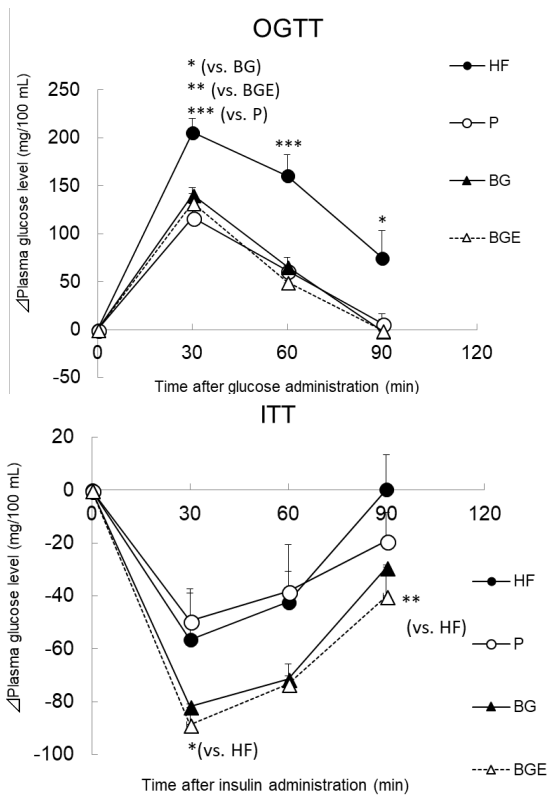 OGTT
⊿Plasma glucose level (mg/100 mL)
250
200
150
100
50
0
-50
* (vs. BG)
** (vs. BGE)
*** (vs. P)
***
*
0
30
60
90
120
Time after glucose administration (min)
HF
P
BG
BGE
ITT
⊿Plasma glucose level (mg/100 mL)
20
0
-20
-40
-60
-80
-100
0
30
60
90
120
**
(vs. HF)
*(vs. HF)
Time after insulin administration (min)
HF
P
BG
BGE